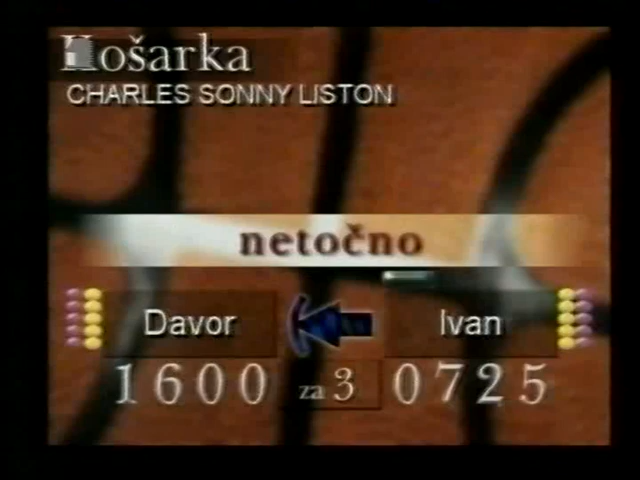 Košarka
CHARLES SONNY LISTON
netočno
Davor
Ivan
1600 za 3 0725